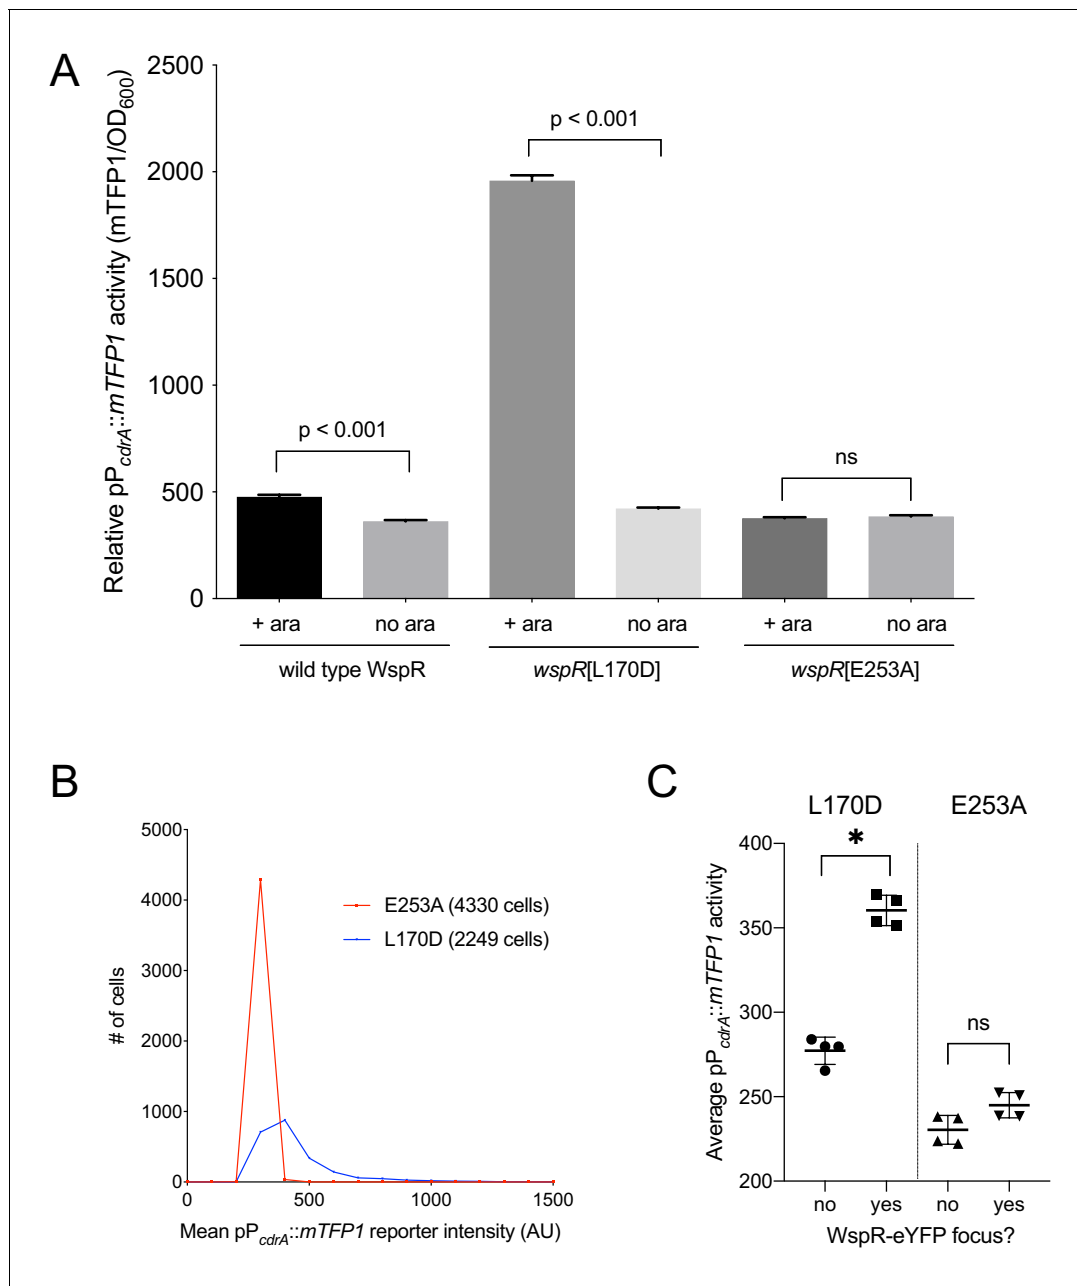 A
Relative pPcdrA::mTFP1 activity (mTFP1/OD600)
2500
2000
1500
1000
500
0
p < 0.001
p < 0.001
ns
+ ara
no ara
+ ara
no ara
+ ara
no ara
wild type WspR
wspR[L170D]
wspR[E253A]
B
# of cells
5000
4000
3000
2000
1000
0
E253A (4330 cells)
L170D (2249 cells)
0
500
1000
1500
Mean pPcdrA::mTFP1 reporter intensity (AU)
C
L170D
E253A
Average pPcdrA::mTFP1 activity
400
350
300
250
200
*
ns
no
yes
no
yes
WspR-eYFP focus?